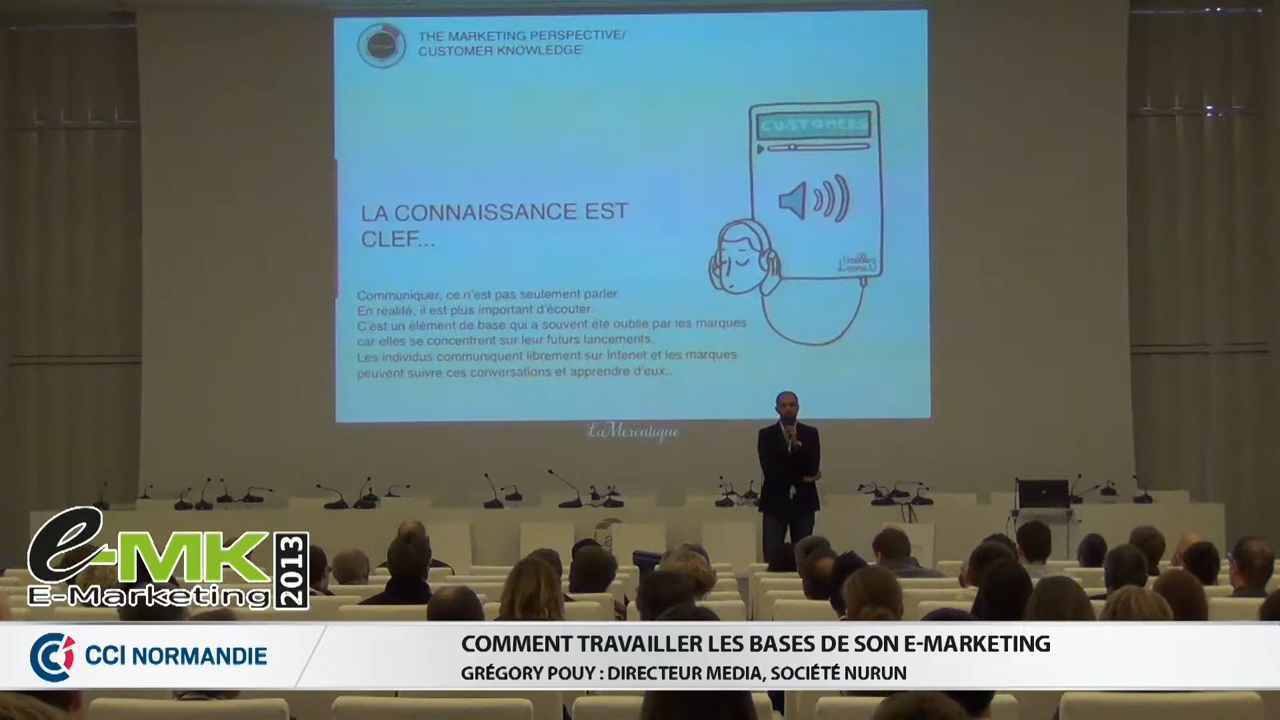 THE MARKETING PERSPECTIVE/
CUSTOMER KNOWLEDGE
CUSTOMERS
LA CONNAISSANCE EST
CLEF...
Communiquer, ce n'est pas seulement parler.
En réalité, il est plus important d'écouter.
C'est un élément de base qui a souvent été oublié par les marques
car elles se concentrent sur leur futurs lancements.
Les individus communiquent librement sur Intenet et les marques
peuvent suivre ces conversations et apprendre d'eux..
LaMercatique
e-MK
E-Marketing
2013
CCI NORMANDIE
COMMENT TRAVAILLER LES BASES DE SON E-MARKETING
GRÉGORY POUY : DIRECTEUR MEDIA, SOCIÉTÉ NURUN